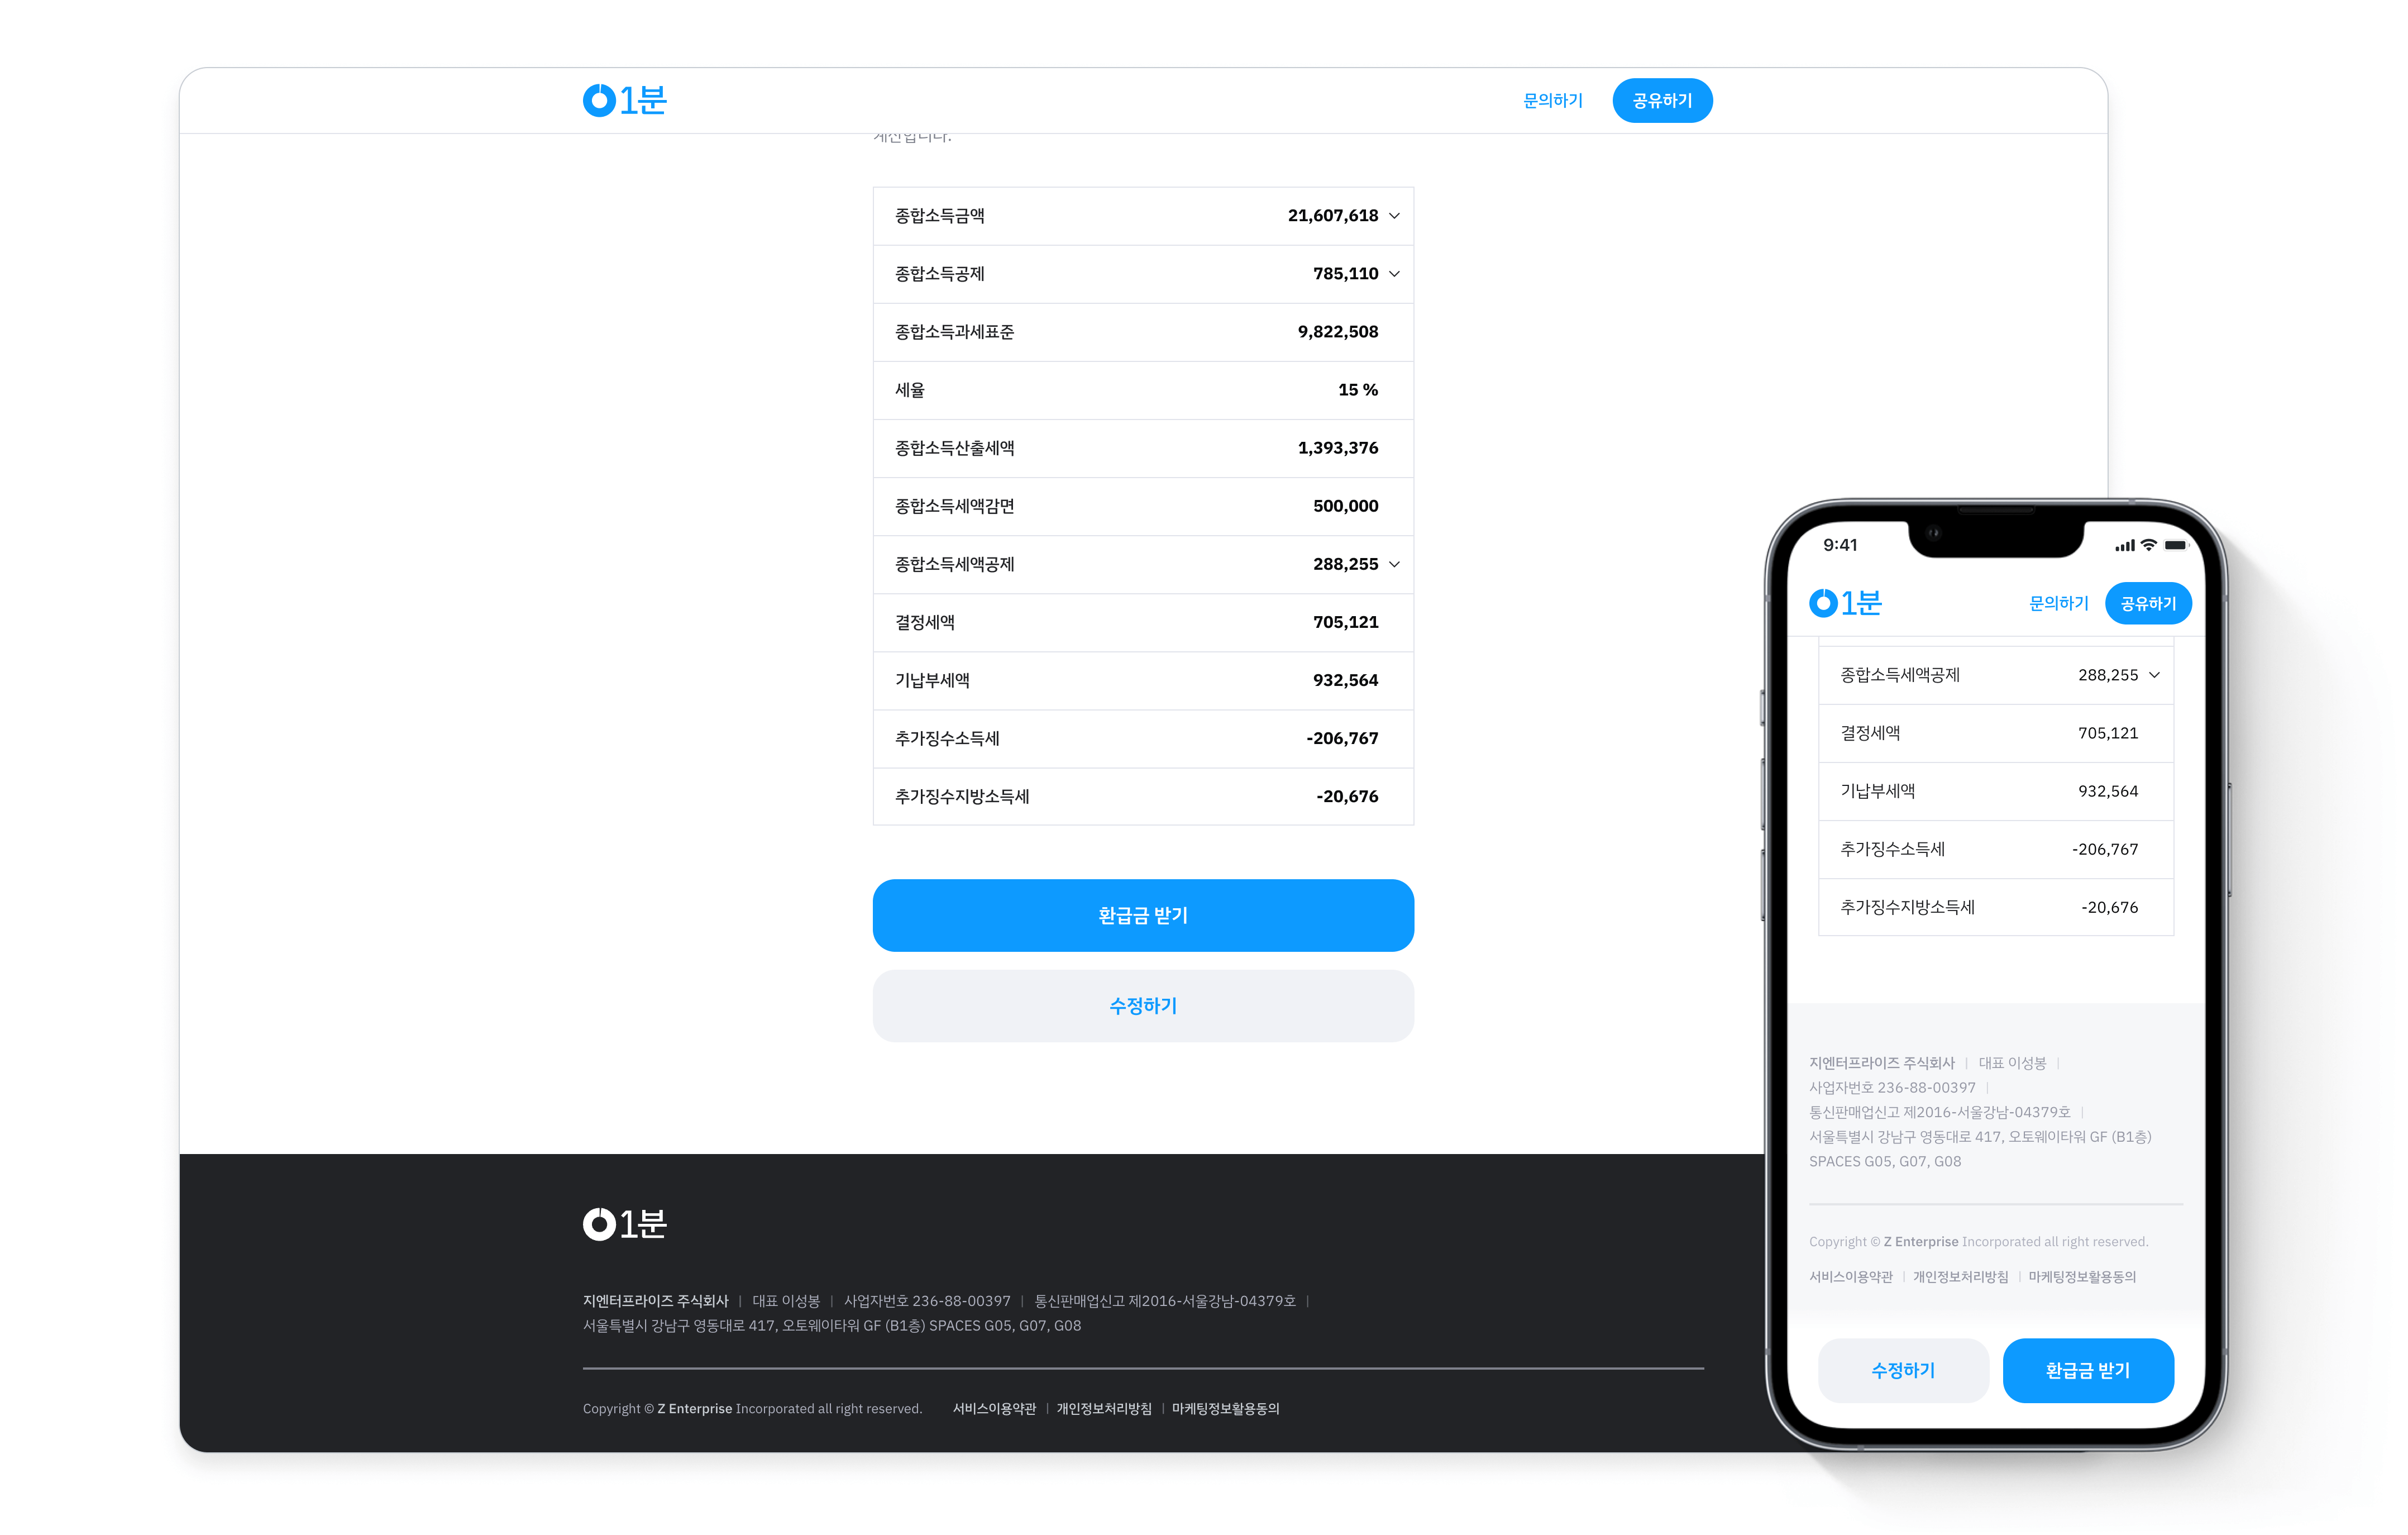 1분
문의하기
공유하기
계산합니다.
종합소득금액 21,607,618
종합소득공제 785,110
종합소득과세표준 9,822,508
세율 15 %
종합소득산출세액 1,393,376
종합소득세액감면 500,000
종합소득세액공제 288,255
결정세액 705,121
기납부세액 932,564
추가징수소득세 -206,767
추가징수지방소득세 -20,676
환급금 받기
수정하기
1분
지엔터프라이즈 주식회사 | 대표 이성봉 | 사업자번호 236-88-00397 | 통신판매업신고 제2016-서울강남-04379호 |
서울특별시 강남구 영동대로 417, 오토웨이타워 GF (B1층) SPACES G05, G07, G08
Copyright © Z Enterprise Incorporated all right reserved. 서비스이용약관 | 개인정보처리방침 | 마케팅정보활용동의
9:41
1분
문의하기
공유하기
종합소득세액공제 288,255
결정세액 705,121
기납부세액 932,564
추가징수소득세 -206,767
추가징수지방소득세 -20,676
지엔터프라이즈 주식회사 | 대표 이성봉 |
사업자번호 236-88-00397 |
통신판매업신고 제2016-서울강남-04379호 |
서울특별시 강남구 영동대로 417, 오토웨이타워 GF (B1층)
SPACES G05, G07, G08
Copyright © Z Enterprise Incorporated all right reserved.
서비스이용약관 | 개인정보처리방침 | 마케팅정보활용동의
수정하기
환급금 받기